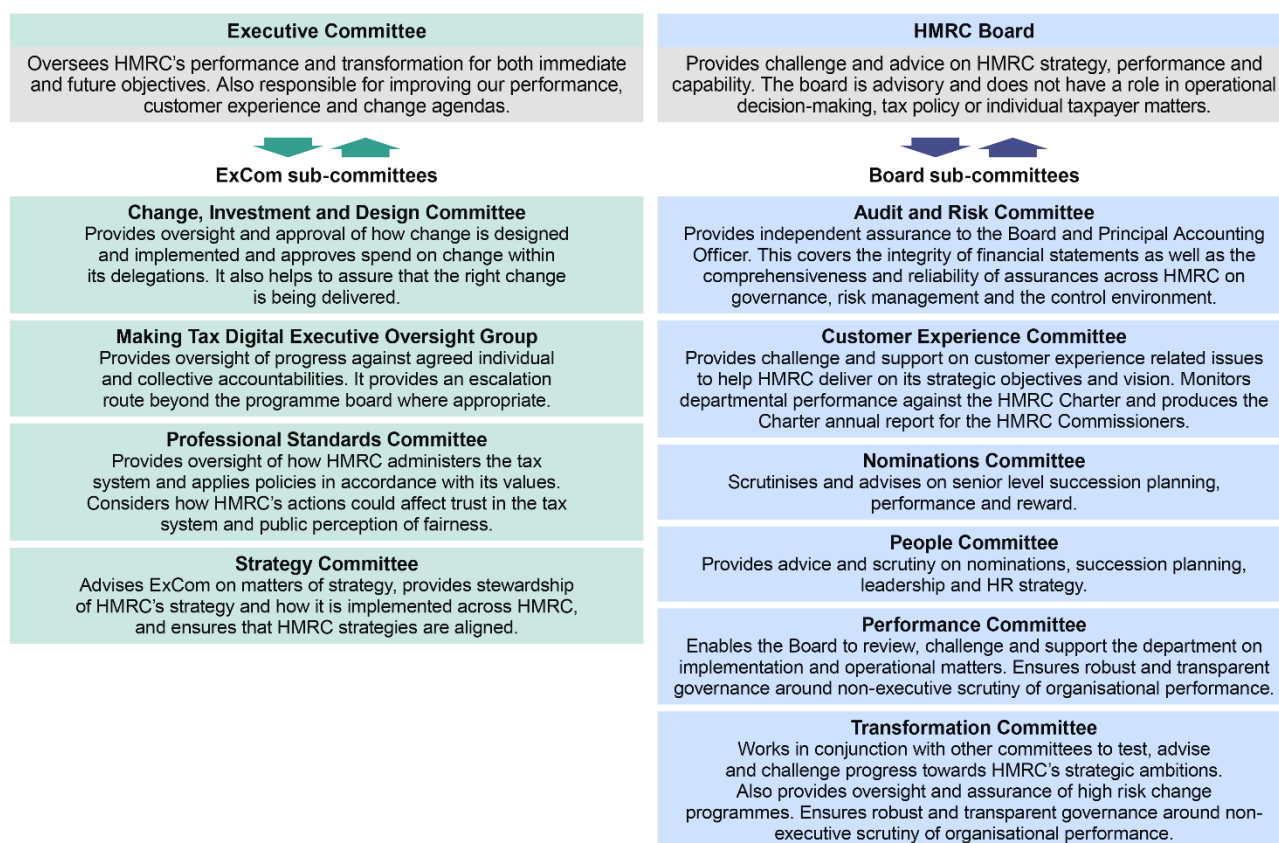 Executive Committee
Oversees HMRC's performance and transformation for both immediate
and future objectives. Also responsible for improving our performance,
customer experience and change agendas.
ExCom sub-committees
Change, Investment and Design Committee
Provides oversight and approval of how change is designed
and implemented and approves spend on change within
its delegations. It also helps to assure that the right change
is being delivered.
Making Tax Digital Executive Oversight Group
Provides oversight of progress against agreed individual
and collective accountabilities. It provides an escalation
route beyond the programme board where appropriate.
Professional Standards Committee
Provides oversight of how HMRC administers the tax
system and applies policies in accordance with its values.
Considers how HMRC's actions could affect trust in the tax
system and public perception of fairness.
Strategy Committee
Advises ExCom on matters of strategy, provides stewardship
of HMRC's strategy and how it is implemented across HMRC,
and ensures that HMRC strategies are aligned.
HMRC Board
Provides challenge and advice on HMRC strategy, performance and
capability. The board is advisory and does not have a role in operational
decision-making, tax policy or individual taxpayer matters.
Board sub-committees
Audit and Risk Committee
Provides independent assurance to the Board and Principal Accounting
Officer. This covers the integrity of financial statements as well as the
comprehensiveness and reliability of assurances across HMRC on
governance, risk management and the control environment.
Customer Experience Committee
Provides challenge and support on customer experience related issues
to help HMRC deliver on its strategic objectives and vision. Monitors
departmental performance against the HMRC Charter and produces the
Charter annual report for the HMRC Commissioners.
Nominations Committee
Scrutinises and advises on senior level succession planning,
performance and reward.
People Committee
Provides advice and scrutiny on nominations, succession planning,
leadership and HR strategy.
Performance Committee
Enables the Board to review, challenge and support the department on
implementation and operational matters. Ensures robust and transparent
governance around non-executive scrutiny of organisational performance.
Transformation Committee
Works in conjunction with other committees to test, advise
and challenge progress towards HMRC's strategic ambitions.
Also provides oversight and assurance of high risk change
programmes. Ensures robust and transparent governance around non-
executive scrutiny of organisational performance.